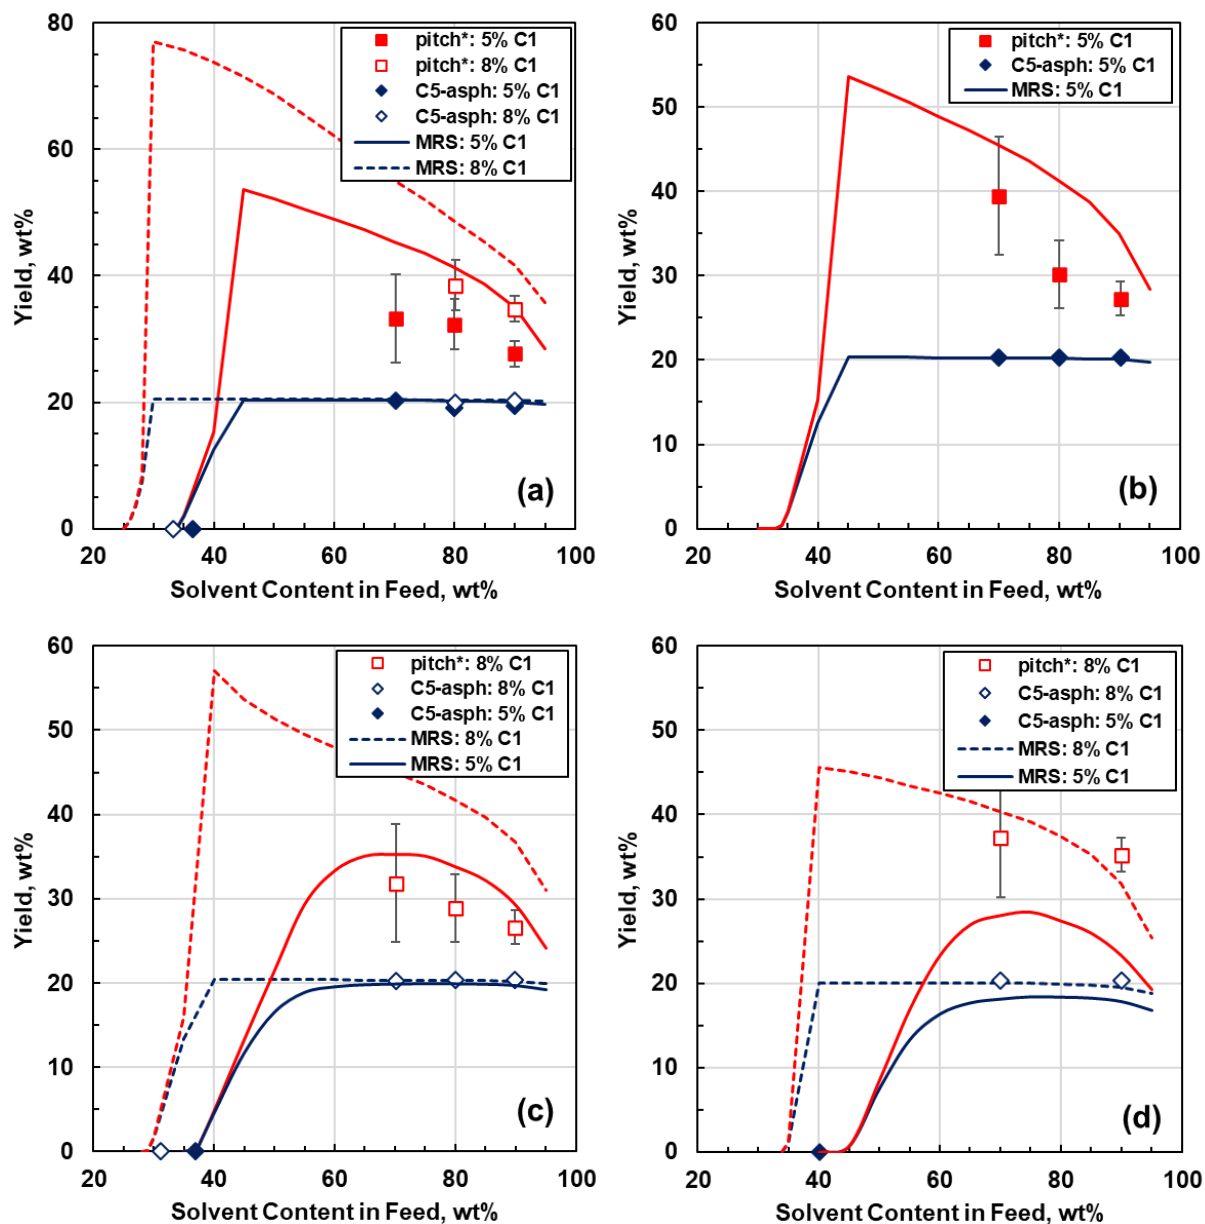 80
60
40
20
0
Yield, wt%
pitch*: 5% C1
pitch*: 8% C1
C5-asph: 5% C1
C5-asph: 8% C1
MRS: 5% C1
MRS: 8% C1
(a)
20 40 60 80 100
Solvent Content in Feed, wt%
60
50
40
30
20
10
0
Yield, wt%
pitch*: 5% C1
C5-asph: 5% C1
MRS: 5% C1
(b)
20 40 60 80 100
Solvent Content in Feed, wt%
60
50
40
30
20
10
0
Yield, wt%
pitch*: 8% C1
C5-asph: 8% C1
C5-asph: 5% C1
MRS: 8% C1
MRS: 5% C1
(c)
20 40 60 80 100
Solvent Content in Feed, wt%
60
50
40
30
20
10
0
Yield, wt%
pitch*: 8% C1
C5-asph: 8% C1
C5-asph: 5% C1
MRS: 8% C1
MRS: 5% C1
(d)
20 40 60 80 100
Solvent Content in Feed, wt%